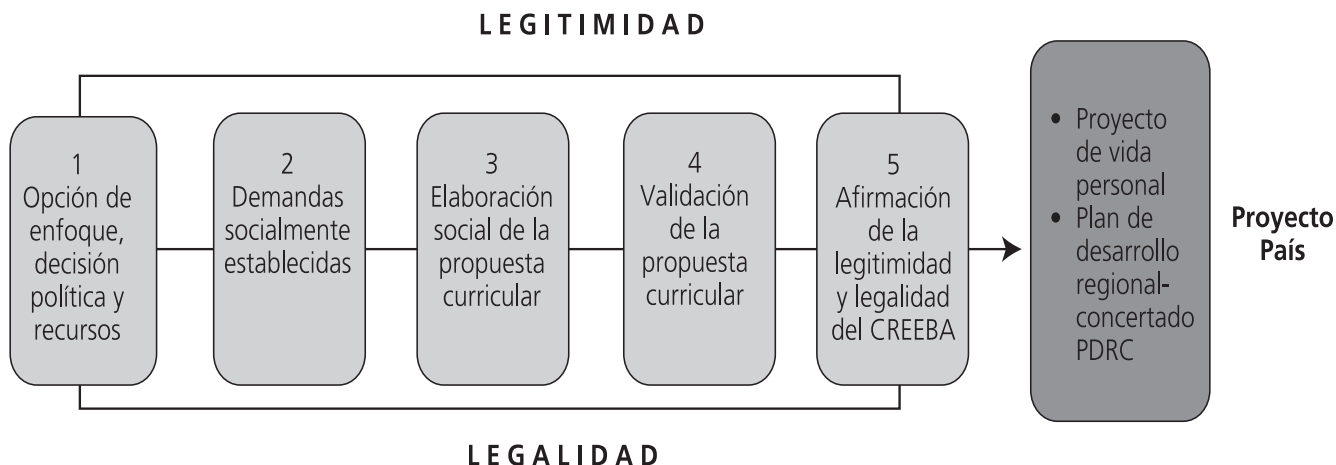 LEGITIMIDAD
1
Opción de
enfoque,
decisión
política y
recursos
2
Demandas
socialmente
establecidas
3
Elaboración
social de la
propuesta
curricular
4
Validación
de la
propuesta
curricular
5
Afirmación
de la
legitimidad
y legalidad
del CREEBA
• Proyecto
de vida
personal
• Plan de
desarrollo
regional-
concertado
PDRC
Proyecto
País
LEGALIDAD